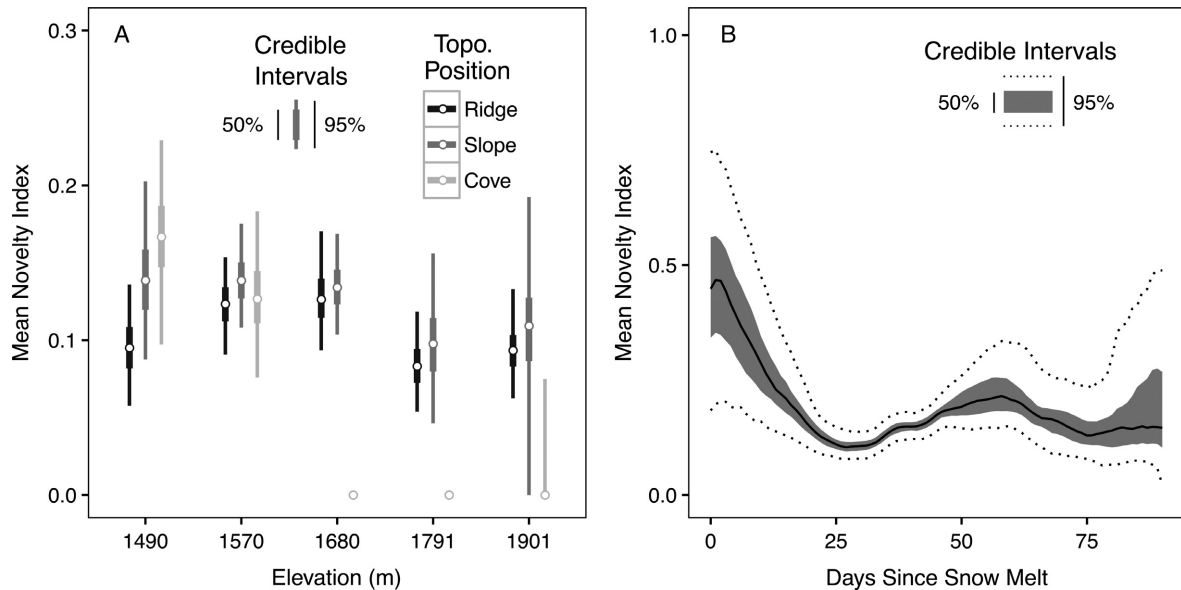 A
Credible
Intervals
50%
95%
Topo.
Position
Ridge
Slope
Cove
0.3
0.2
0.1
0.0
Mean Novelty Index
1490
1570
1680
1791
1901
Elevation (m)
B
Credible Intervals
50%
95%
1.0
0.5
0.0
Mean Novelty Index
0
25
50
75
Days Since Snow Melt